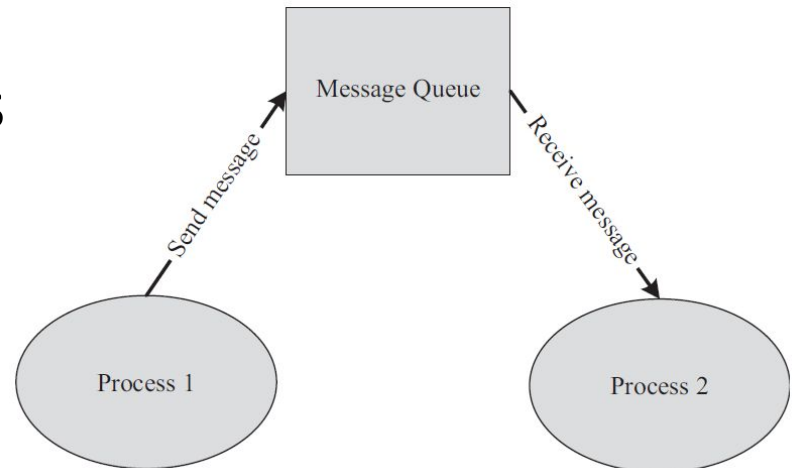 s
Message Queue
Send message
Receive message
Process 1
Process 2